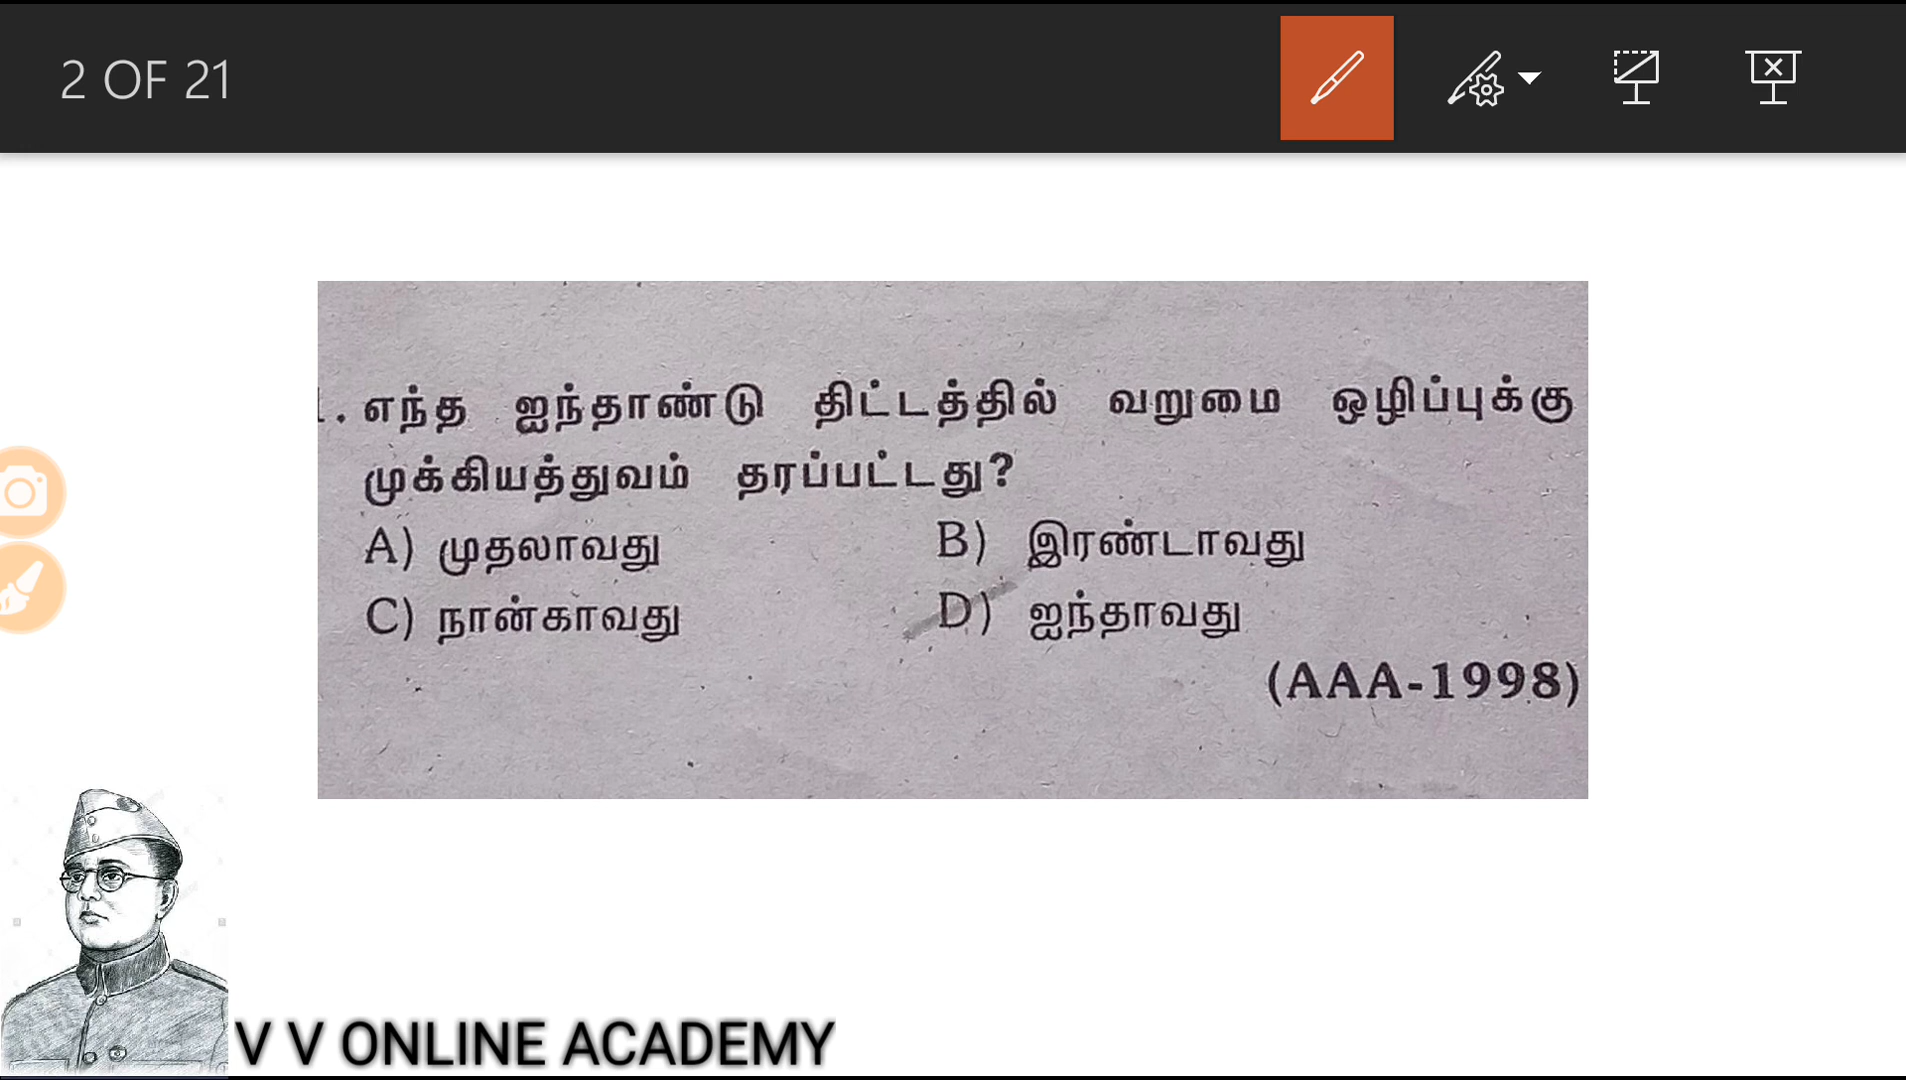 2 OF 21
. எந்த ஐந்தாண்டு திட்டத்தில் வறுமை ஒழிப்புக்கு
முக்கியத்துவம் தரப்பட்டது?
A) முதலாவது B) இரண்டாவது
C) நான்காவது D) ஐந்தாவது
(AAA-1998)
V V ONLINE ACADEMY